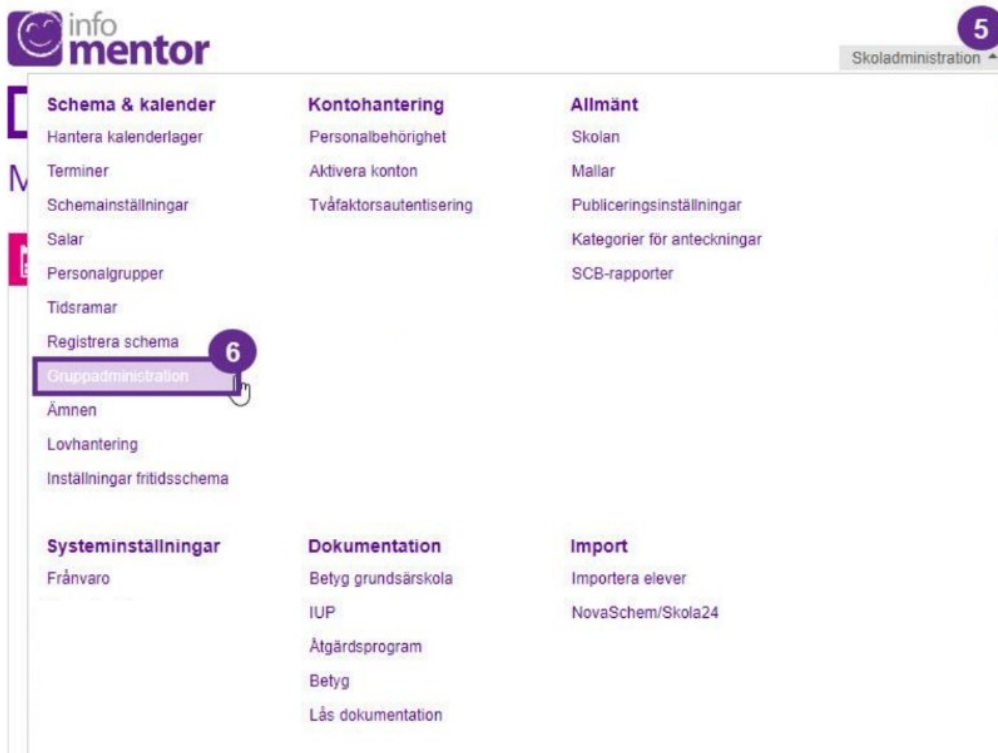 info
mentor
5
Skoladministration
Schema & kalender
Hantera kalenderlager
Terminer
Schemainställningar
Salar
Personalgrupper
Tidsramar
Registrera schema
6
Gruppadministration
Ämnen
Lovhantering
Inställningar fritidsschema
Kontohantering
Personalbehörighet
Aktivera konton
Tvåfaktorsautentisering
Allmänt
Skolan
Mallar
Publiceringsinställningar
Kategorier för anteckningar
SCB-rapporter
Systeminställningar
Frånvaro
Dokumentation
Betyg grundsärskola
IUP
Åtgärdsprogram
Betyg
Lås dokumentation
Import
Importera elever
NovaSchem/Skola24